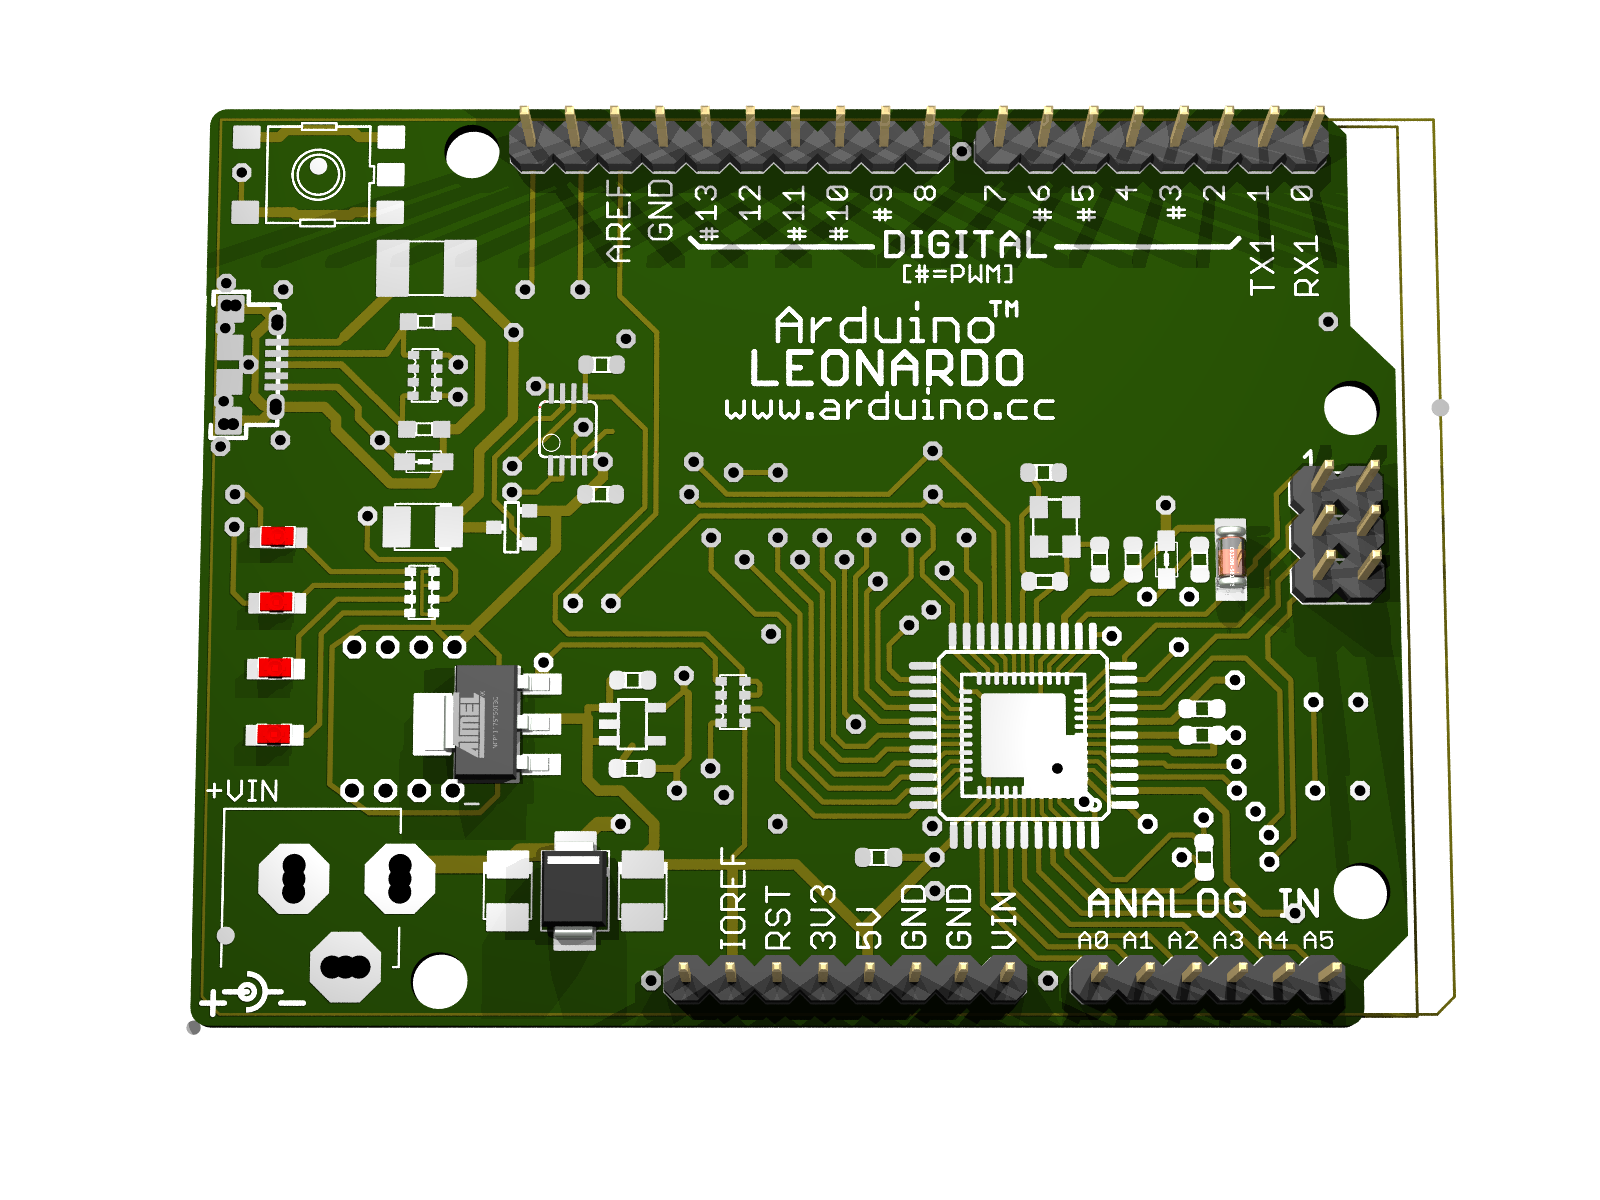 AREF GND #13 12 #11 #10 #9 8 7 #6 #5 4 #3 2 1 0
DIGITAL
TX1 RX1
[#=PWM]
Arduino™
LEONARDO
www.arduino.cc
1
ATMEL
+VIN
IOREF RST 3V3 5V GND GND VIN
ANALOG IN
A0 A1 A2 A3 A4 A5
+ −